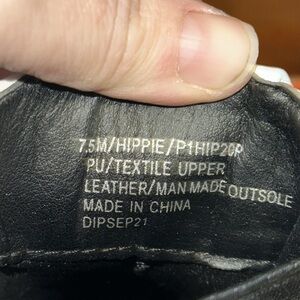 7.5M/HIPPIE/P1HIP20P
PU/TEXTILE UPPER
LEATHER/MAN MADE OUTSOLE
MADE IN CHINA
DIPSEP21